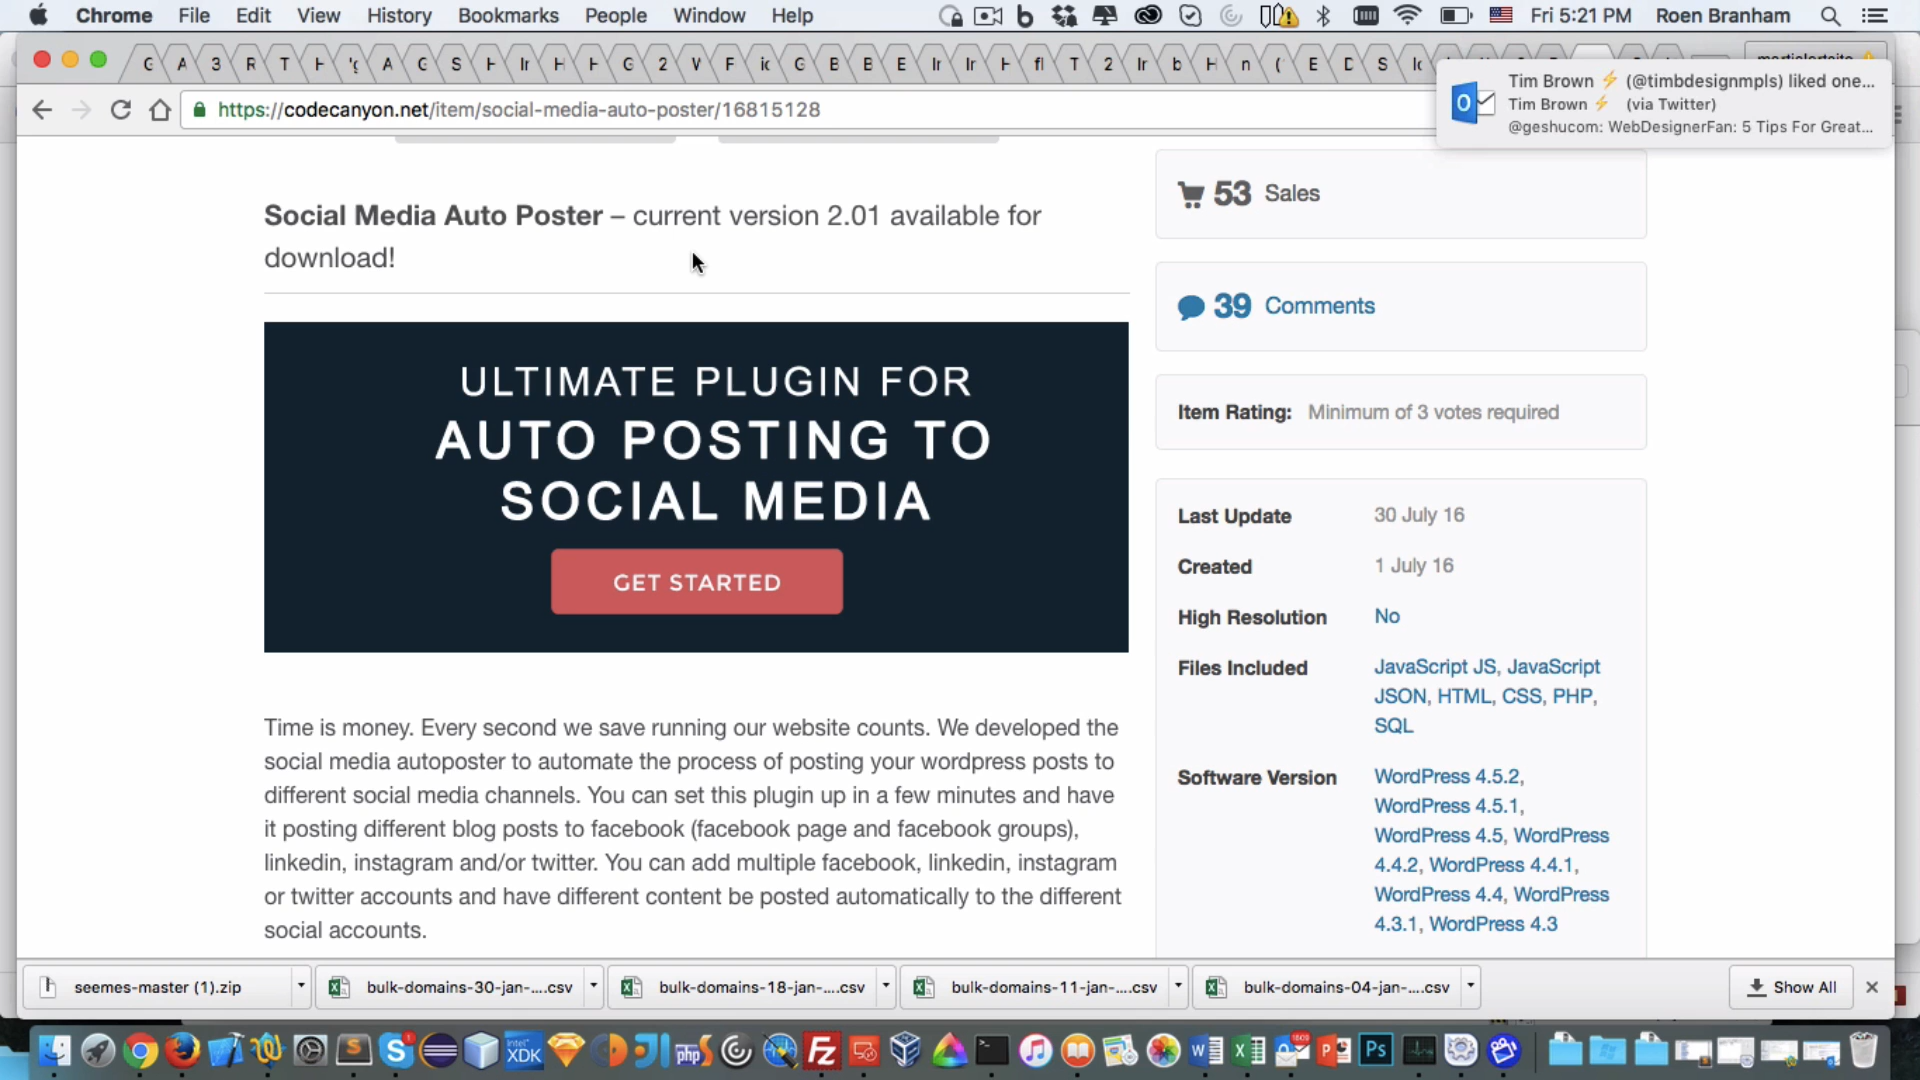 Chrome File Edit View History Bookmarks People Window Help
Fri 5:21 PM Roen Branham
G A 3 R T A G S Ir G 2 V F G B B E Ir Ir fl T 2 Ir b n ( E S
Tim Brown ⚡ (@timbdesignmpls) liked one...
Tim Brown ⚡ (via Twitter)
@geshucom: WebDesignerFan: 5 Tips For Great...
https://codecanyon.net/item/social-media-auto-poster/16815128
Social Media Auto Poster – current version 2.01 available for
download!
ULTIMATE PLUGIN FOR
AUTO POSTING TO
SOCIAL MEDIA
GET STARTED
Time is money. Every second we save running our website counts. We developed the
social media autoposter to automate the process of posting your wordpress posts to
different social media channels. You can set this plugin up in a few minutes and have
it posting different blog posts to facebook (facebook page and facebook groups),
linkedin, instagram and/or twitter. You can add multiple facebook, linkedin, instagram
or twitter accounts and have different content be posted automatically to the different
social accounts.
53 Sales
39 Comments
Item Rating: Minimum of 3 votes required
Last Update 30 July 16
Created 1 July 16
High Resolution No
Files Included JavaScript JS, JavaScript
JSON, HTML, CSS, PHP,
SQL
Software Version WordPress 4.5.2,
WordPress 4.5.1,
WordPress 4.5, WordPress
4.4.2, WordPress 4.4.1,
WordPress 4.4, WordPress
4.3.1, WordPress 4.3
seemes-master (1).zip bulk-domains-30-jan-....csv bulk-domains-18-jan-....csv bulk-domains-11-jan-....csv bulk-domains-04-jan-....csv Show All
XDK php Fz W X P Ps